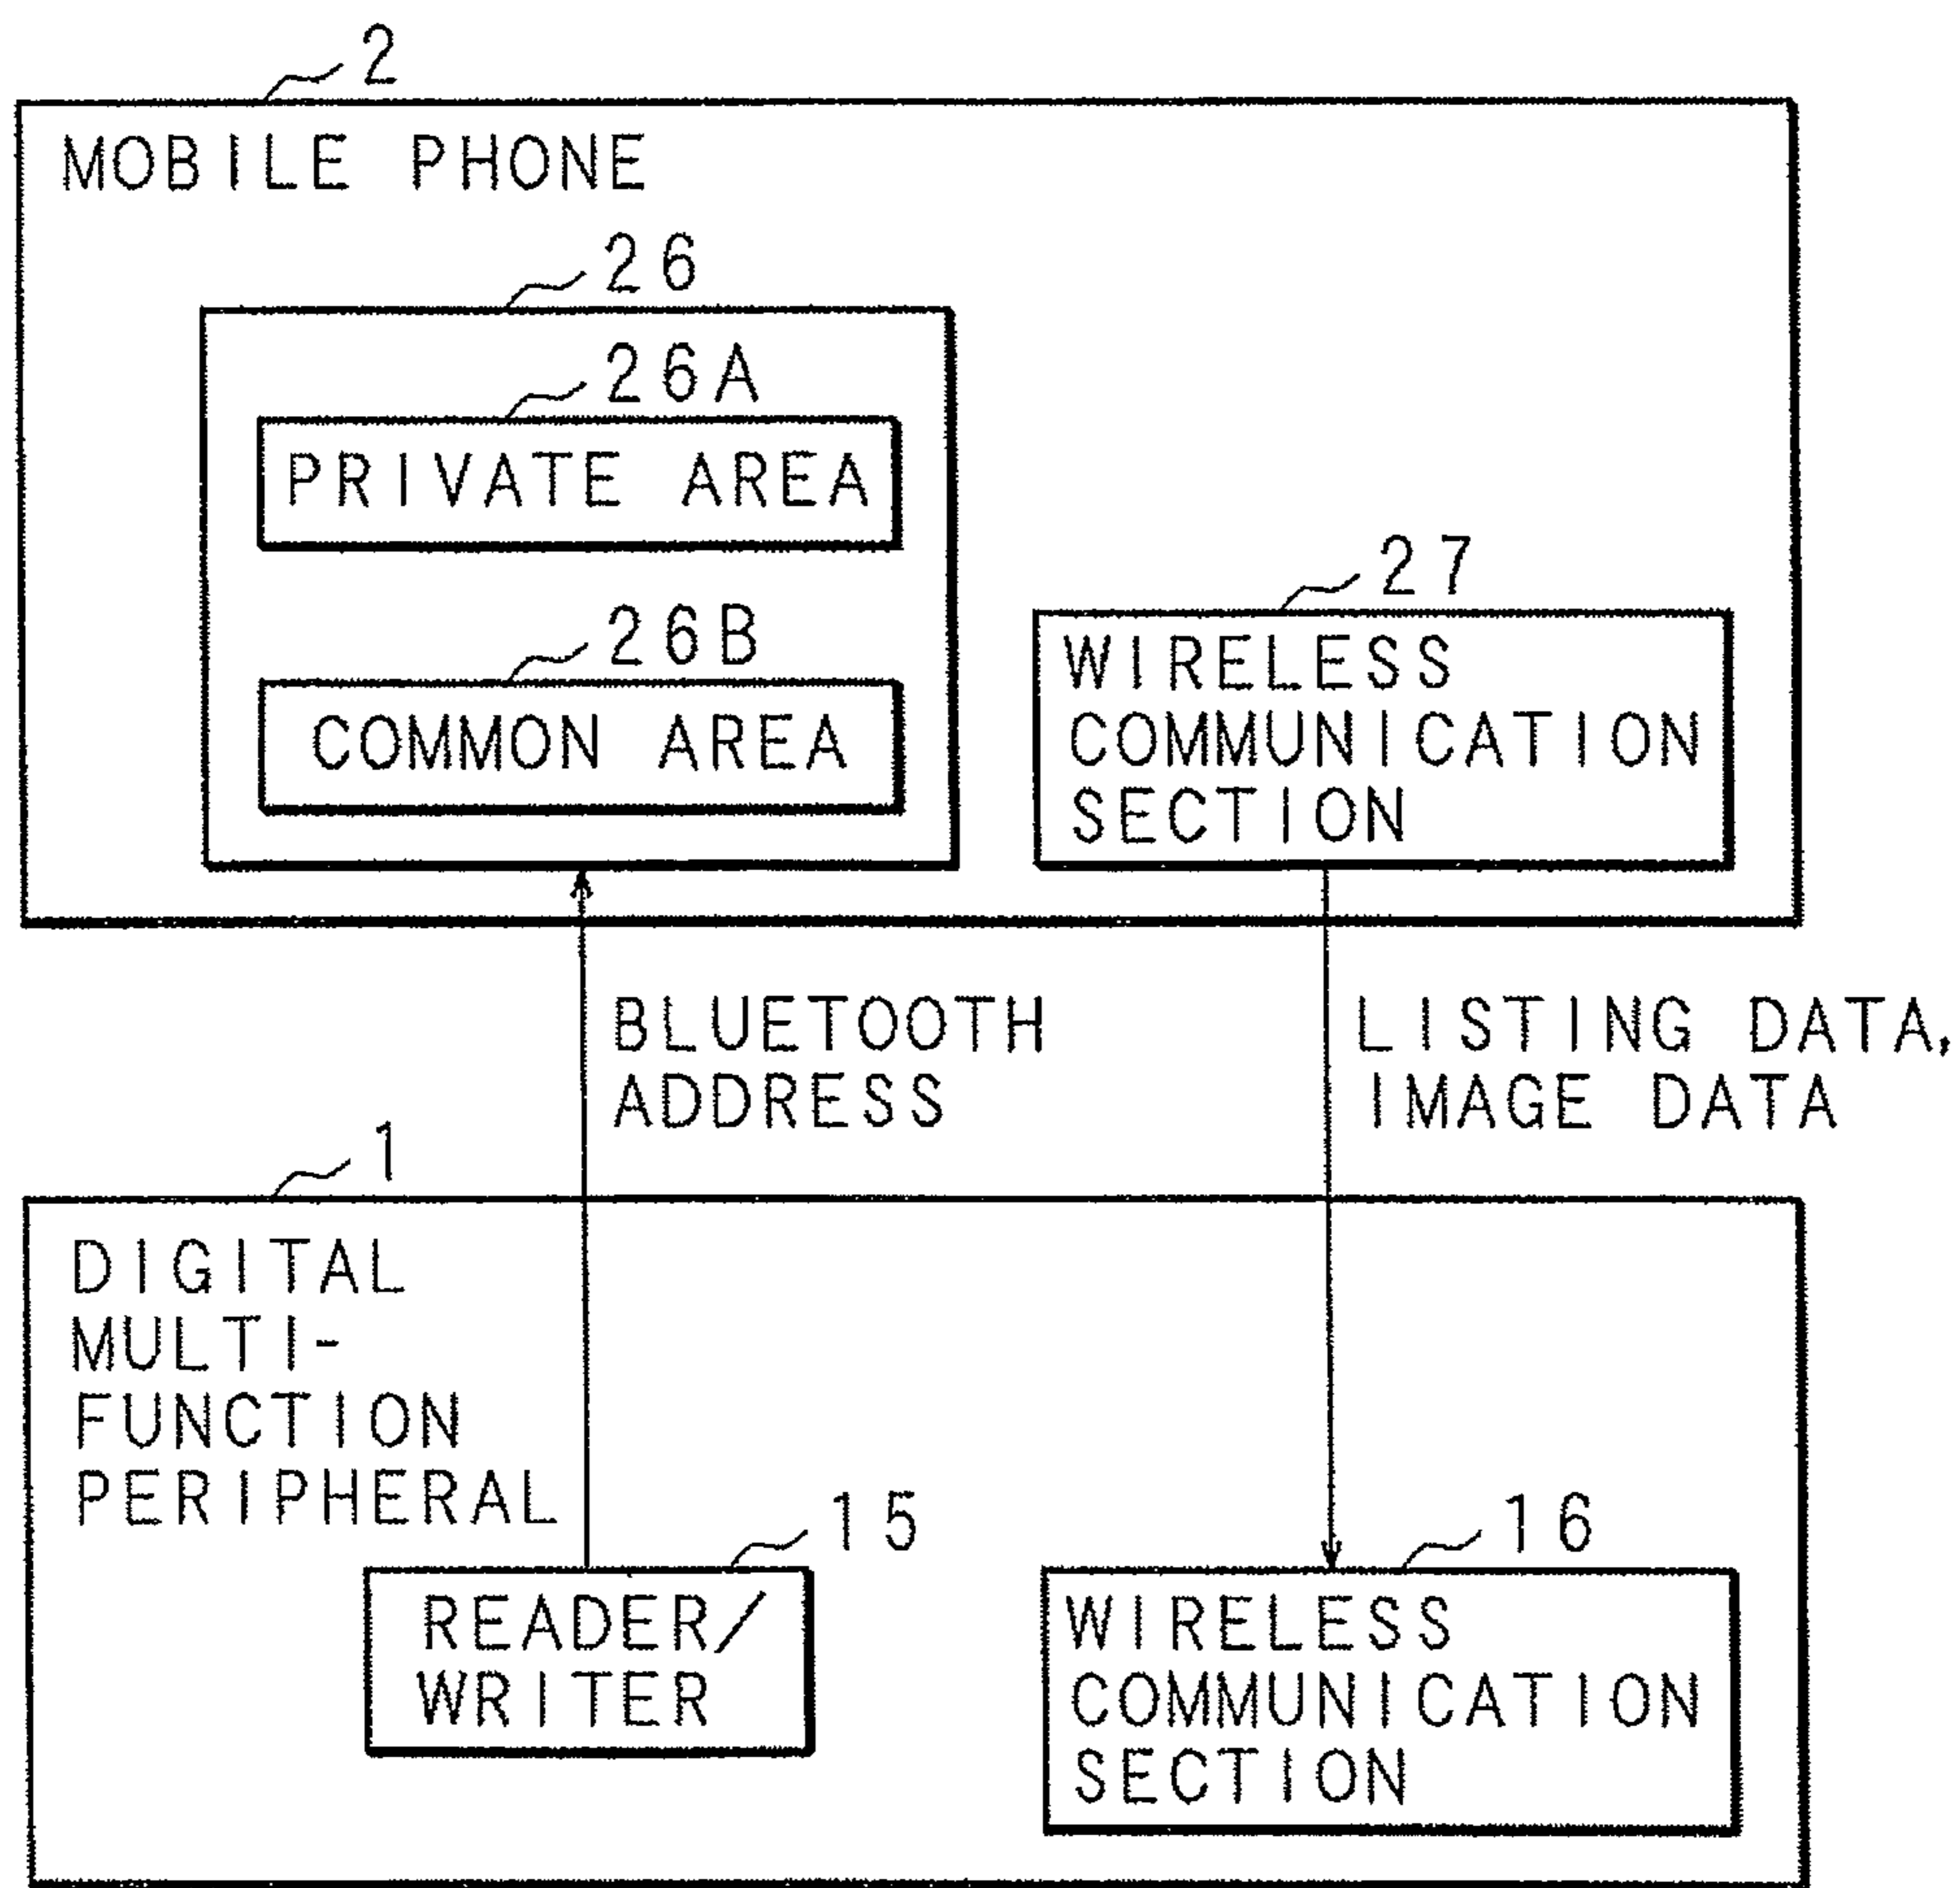 2
MOBILE PHONE
26
26A
PRIVATE AREA
26B
COMMON AREA
27
WIRELESS
COMMUNICATION
SECTION
BLUETOOTH
ADDRESS
LISTING DATA,
IMAGE DATA
1
DIGITAL
MULTI-
FUNCTION
PERIPHERAL
15
READER/
WRITER
16
WIRELESS
COMMUNICATION
SECTION